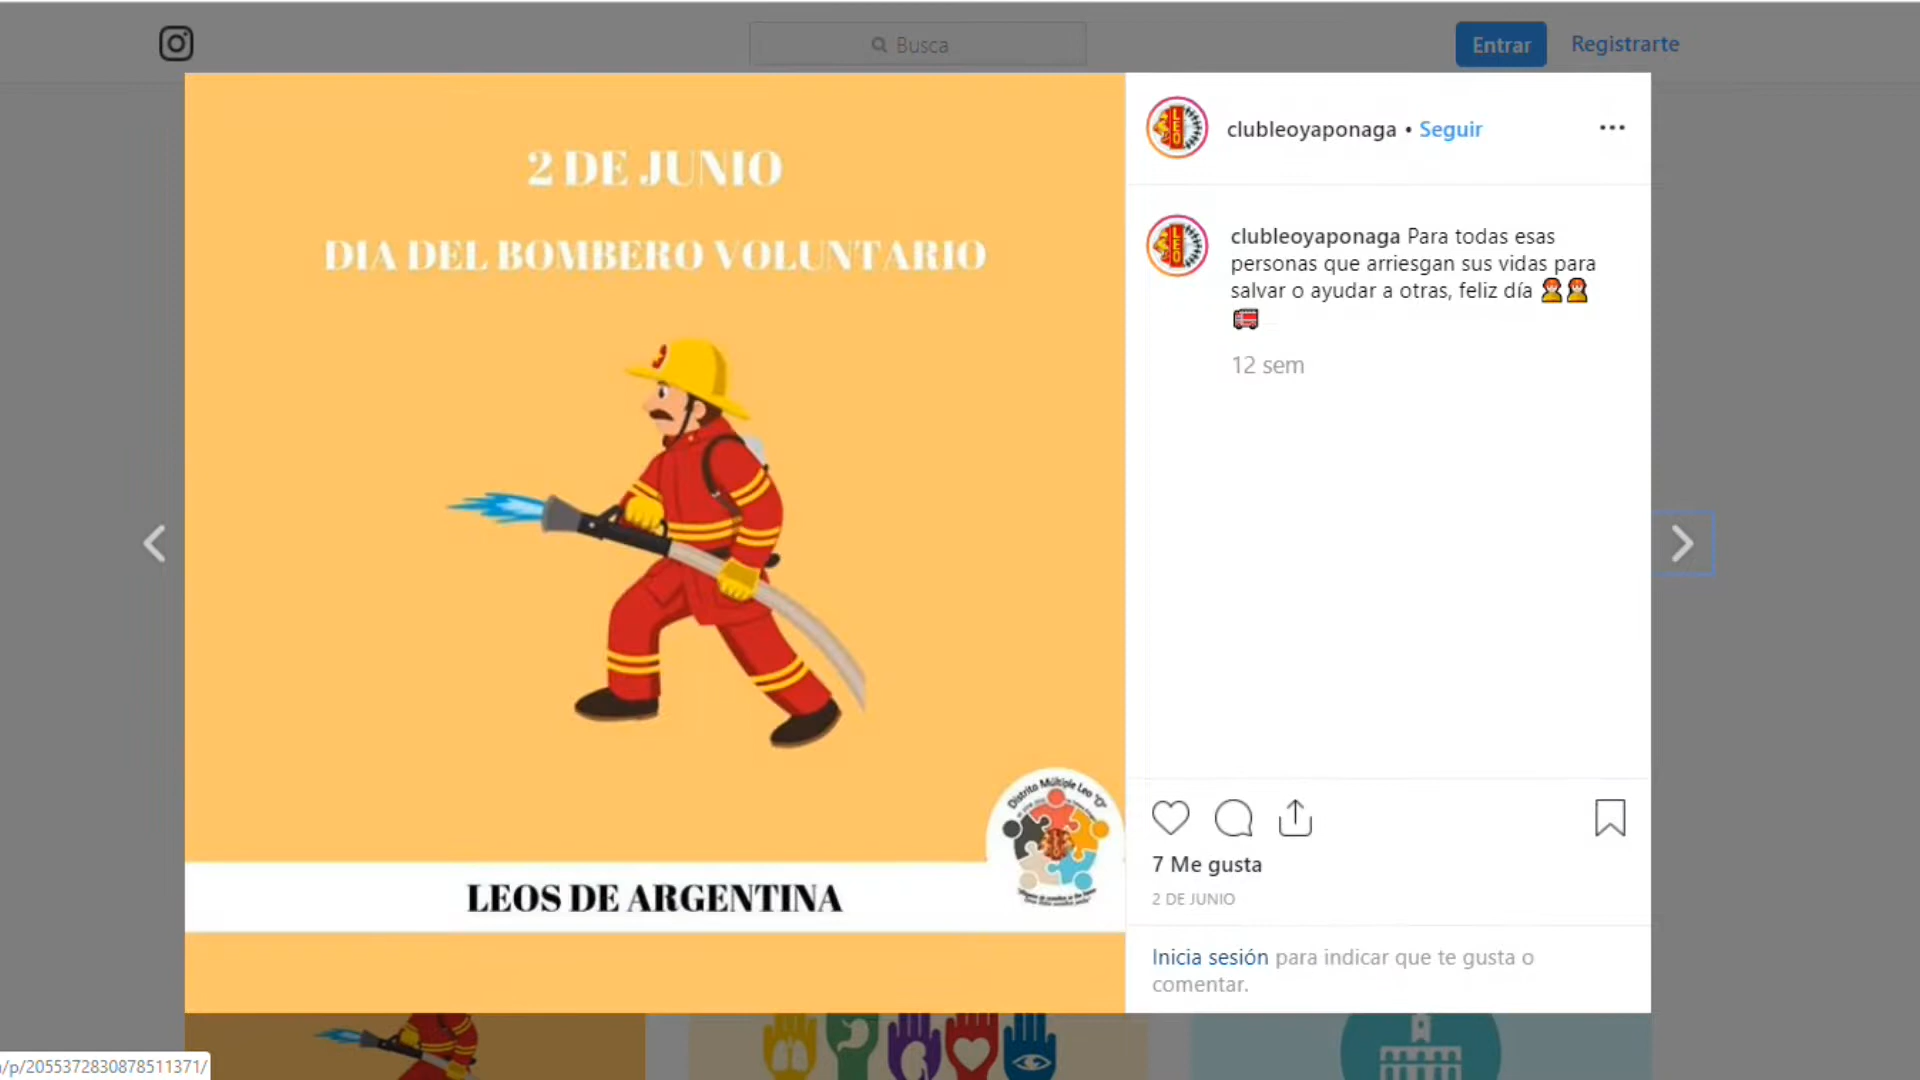 Busca
Entrar
Registrarte
2 DE JUNIO
DIA DEL BOMBERO VOLUNTARIO
Distrito Múltiple Leo "O"
LEOS DE ARGENTINA
clubleoyaponaga • Seguir
clubleoyaponaga Para todas esas
personas que arriesgan sus vidas para
salvar o ayudar a otras, feliz día
12 sem
7 Me gusta
2 DE JUNIO
Inicia sesión para indicar que te gusta o
comentar.
/p/2055372830878511371/